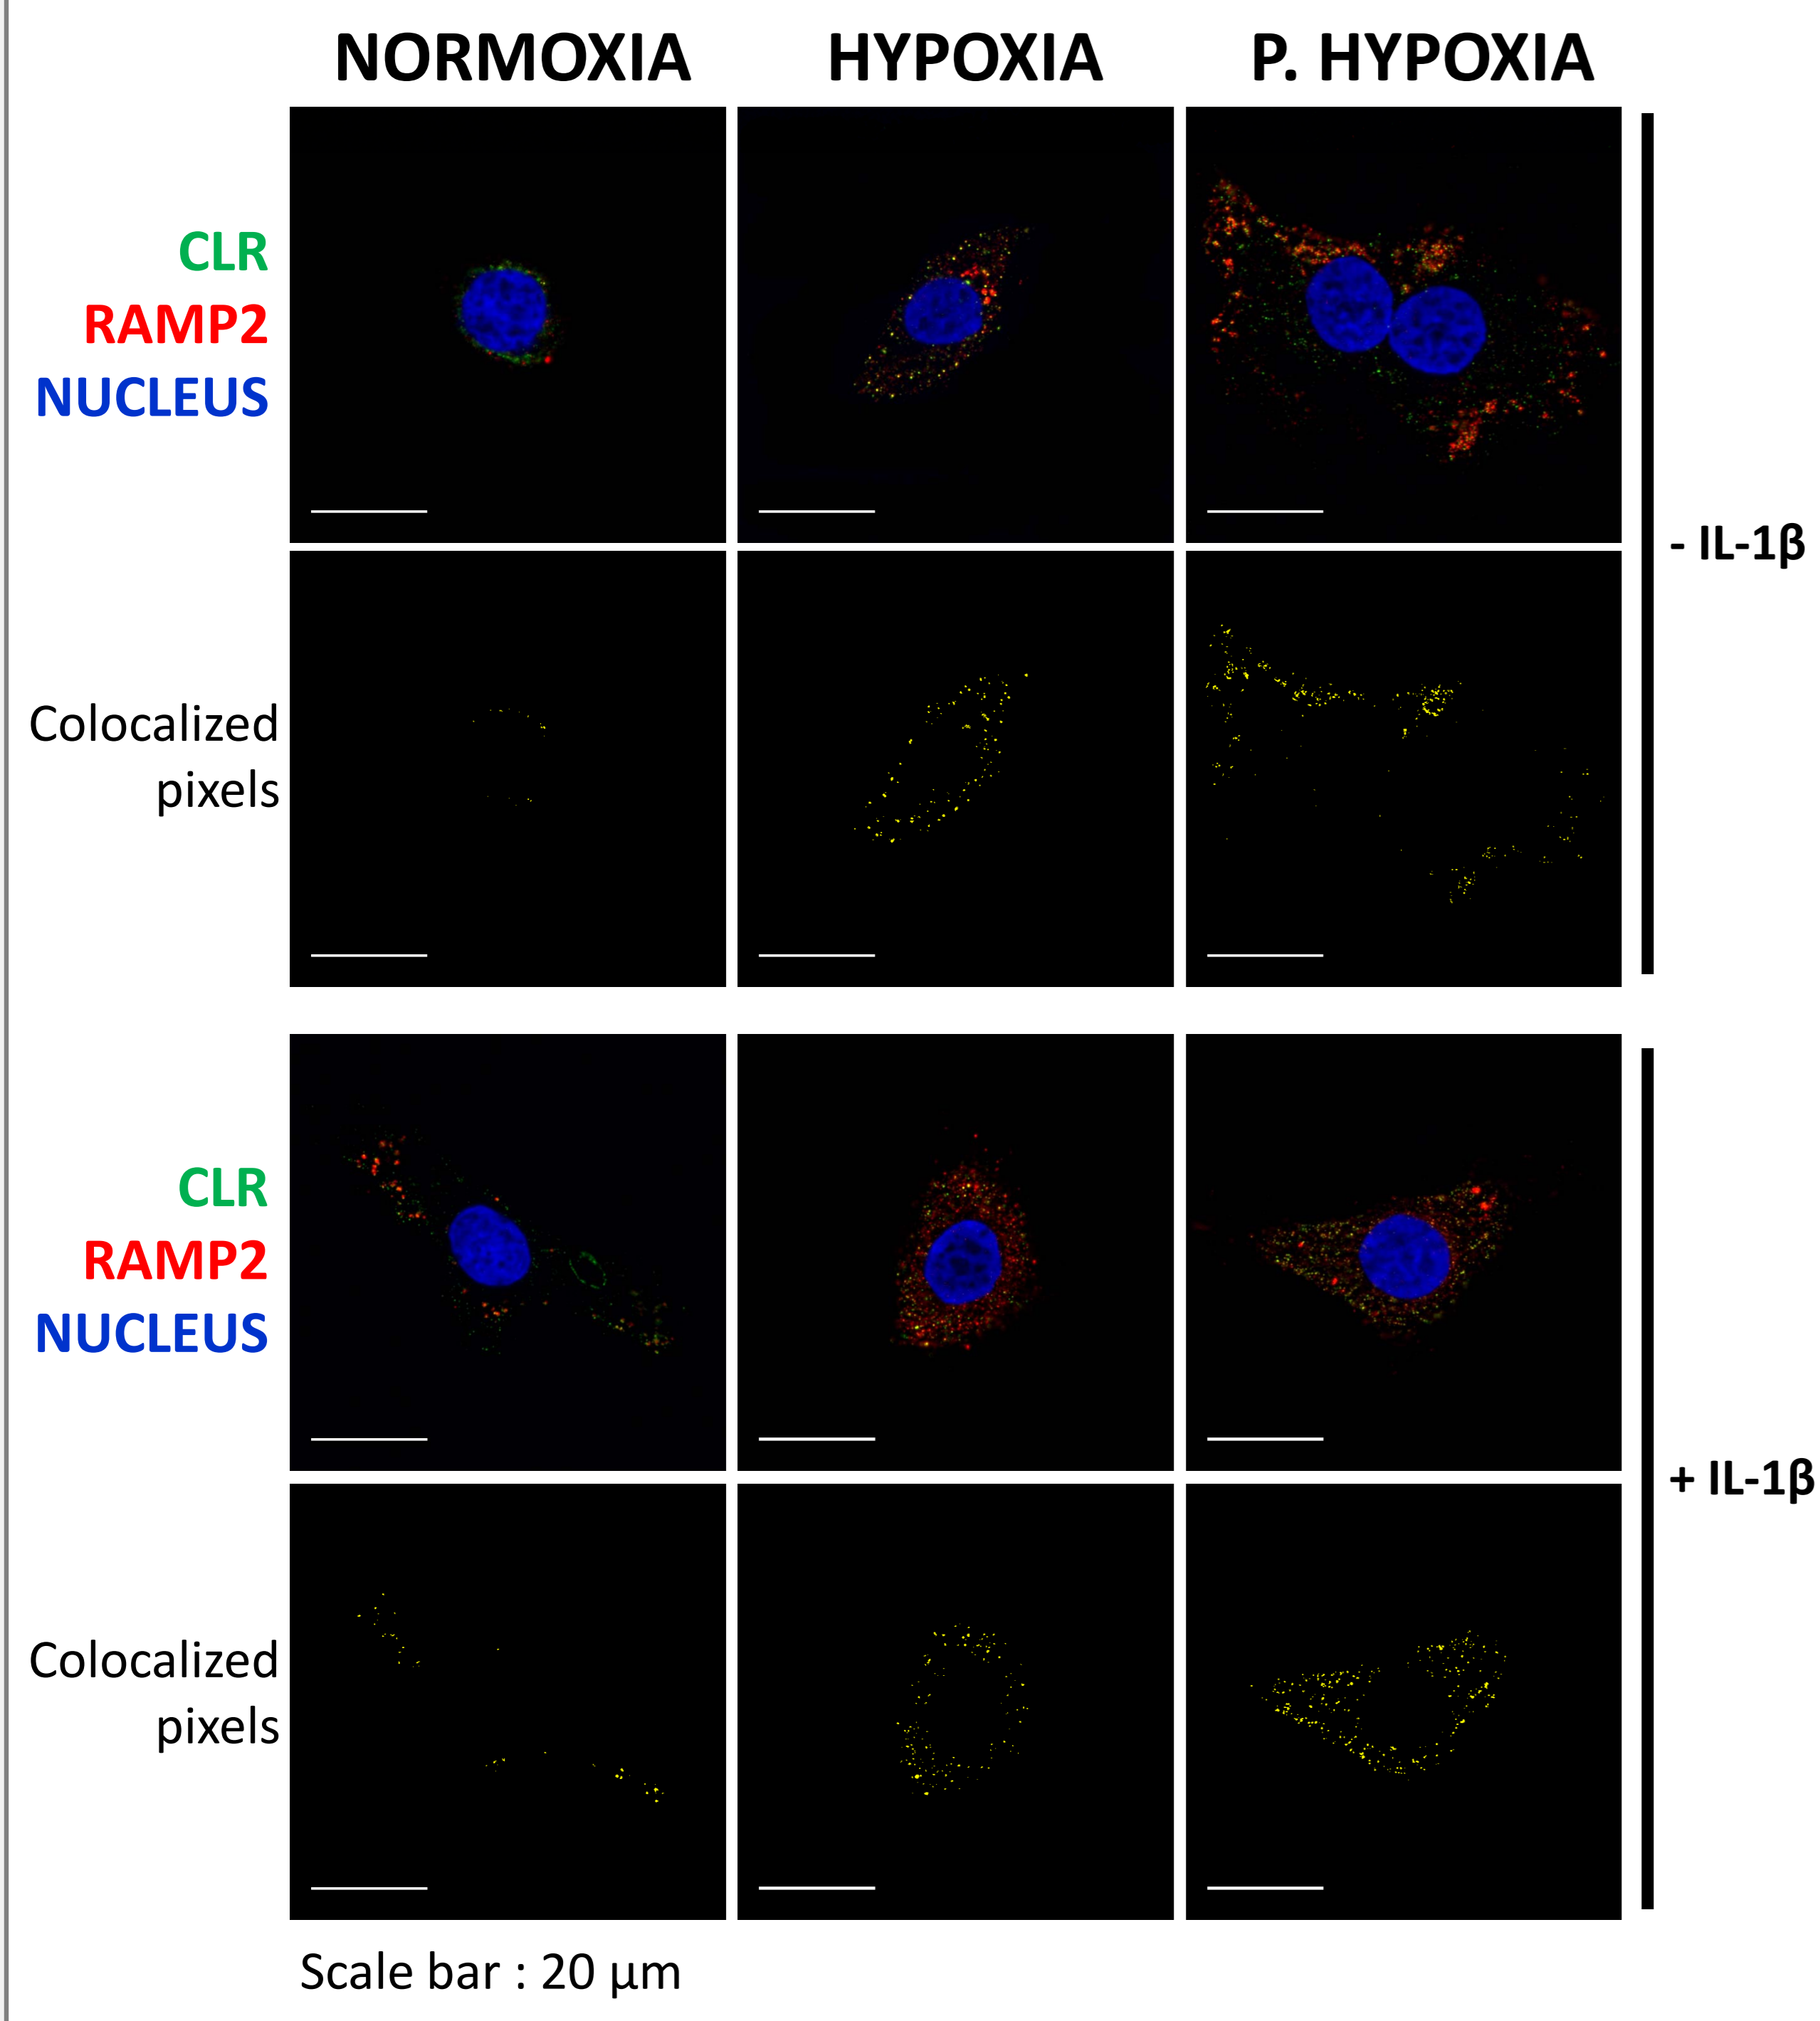 NORMOXIA HYPOXIA P. HYPOXIA
CLR
RAMP2
NUCLEUS
- IL-1β
Colocalized
pixels
CLR
RAMP2
NUCLEUS
+ IL-1β
Colocalized
pixels
Scale bar : 20 µm